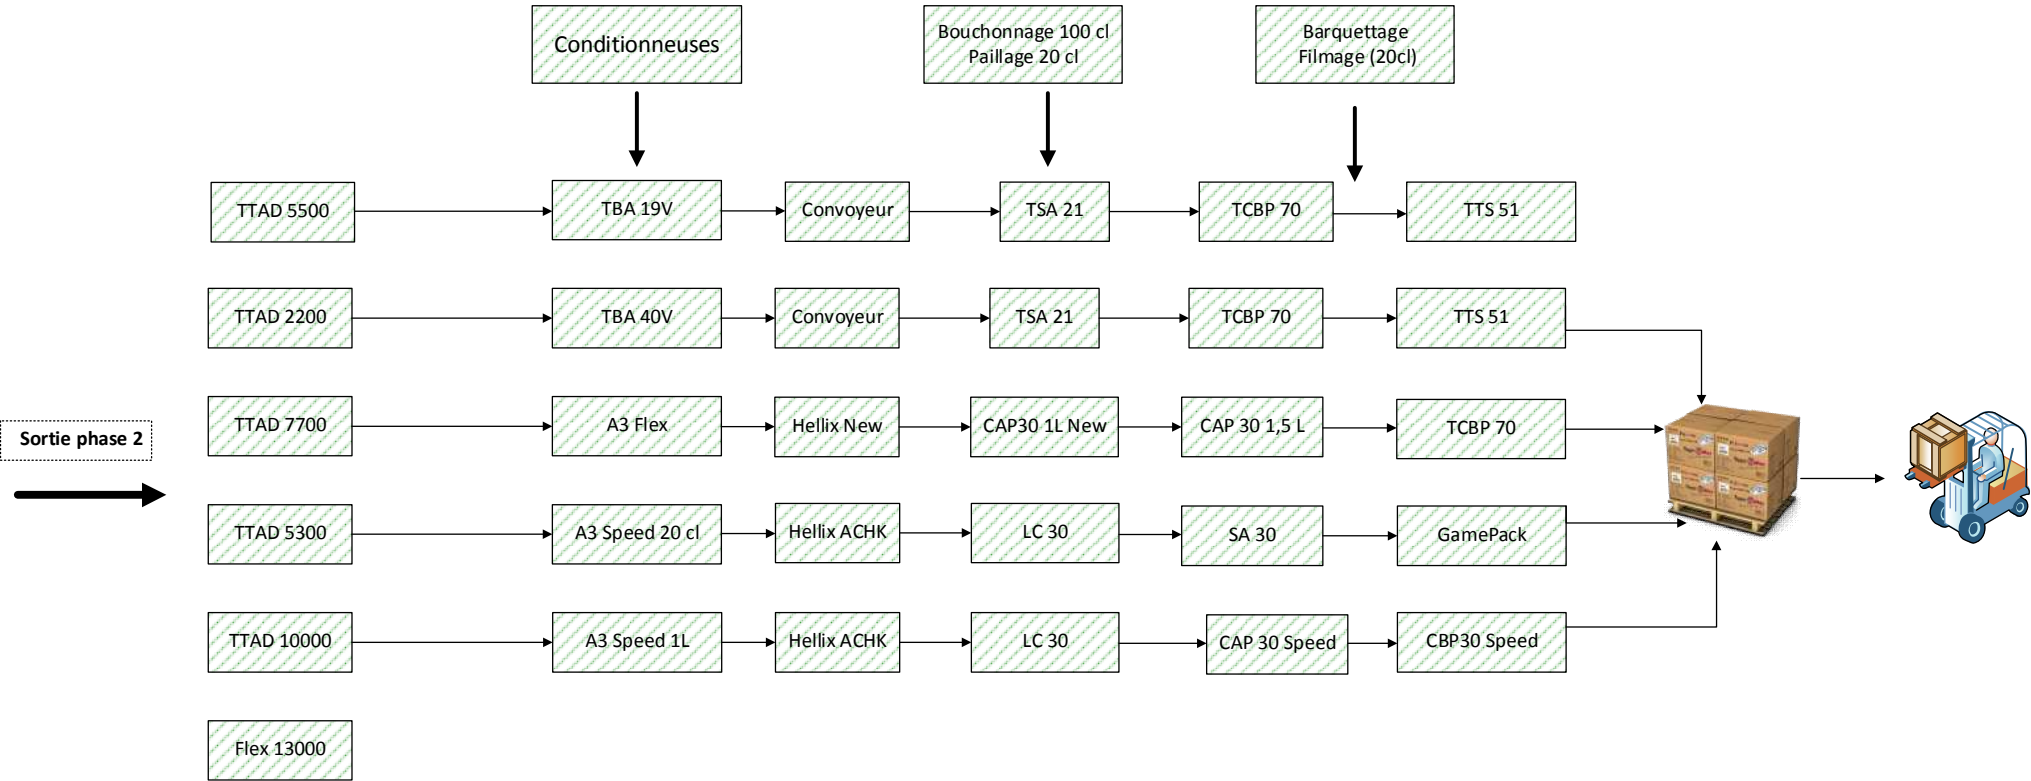 Conditionneuses
Bouchonnage 100 cl
Paillage 20 cl
Barquettage
Filmage (20cl)
TTAD 5500
TBA 19V
Convoyeur
TSA 21
TCBP 70
TTS 51
TTAD 2200
TBA 40V
Convoyeur
TSA 21
TCBP 70
TTS 51
Sortie phase 2
TTAD 7700
A3 Flex
Hellix New
CAP30 1L New
CAP 30 1,5 L
TCBP 70
TTAD 5300
A3 Speed 20 cl
Hellix ACHK
LC 30
SA 30
GamePack
TTAD 10000
A3 Speed 1L
Hellix ACHK
LC 30
CAP 30 Speed
CBP30 Speed
Flex 13000